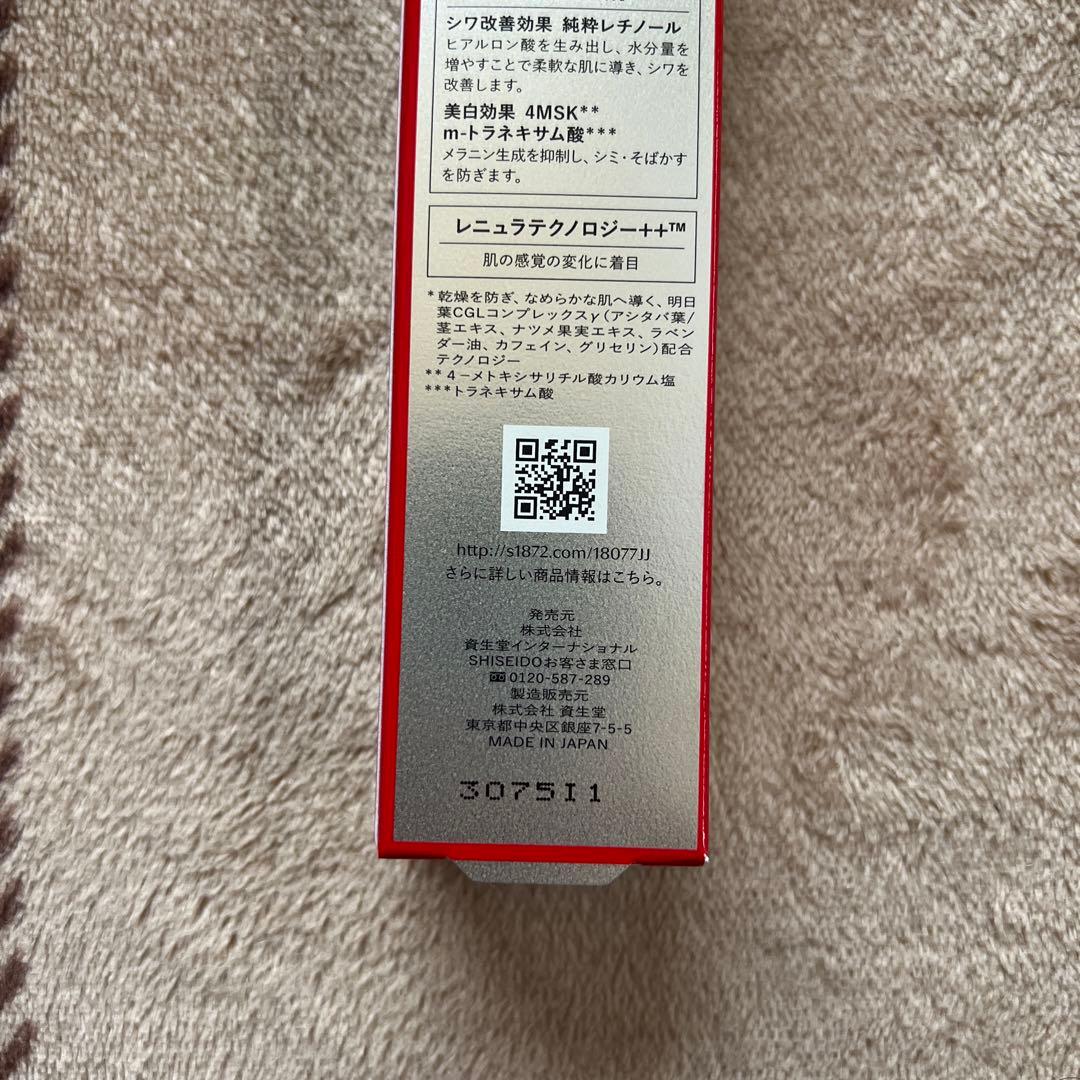 シワ改善効果 純粋レチノール
ヒアルロン酸を生み出し、水分量を
増やすことで柔軟な肌に導き、シワを
改善します。
美白効果 4MSK**
m-トラネキサム酸***
メラニン生成を抑制し、シミ・そばかす
を防ぎます。
レニュラテクノロジー++™
肌の感覚の変化に着目
*乾燥を防ぎ、なめらかな肌へ導く、明日
葉CGLコンプレックスγ(アシタバ葉/
茎エキス、ナツメ果実エキス、ラベン
ダー油、カフェイン、グリセリン)配合
テクノロジー
**4-メトキシサリチル酸カリウム塩
***トラネキサム酸
http://s1872.com/18077JJ
さらに詳しい商品情報はこちら。
発売元
株式会社
資生堂インターナショナル
SHISEIDOお客さま窓口
0120-587-289
製造販売元
株式会社 資生堂
東京都中央区銀座7-5-5
MADE IN JAPAN
3075I1